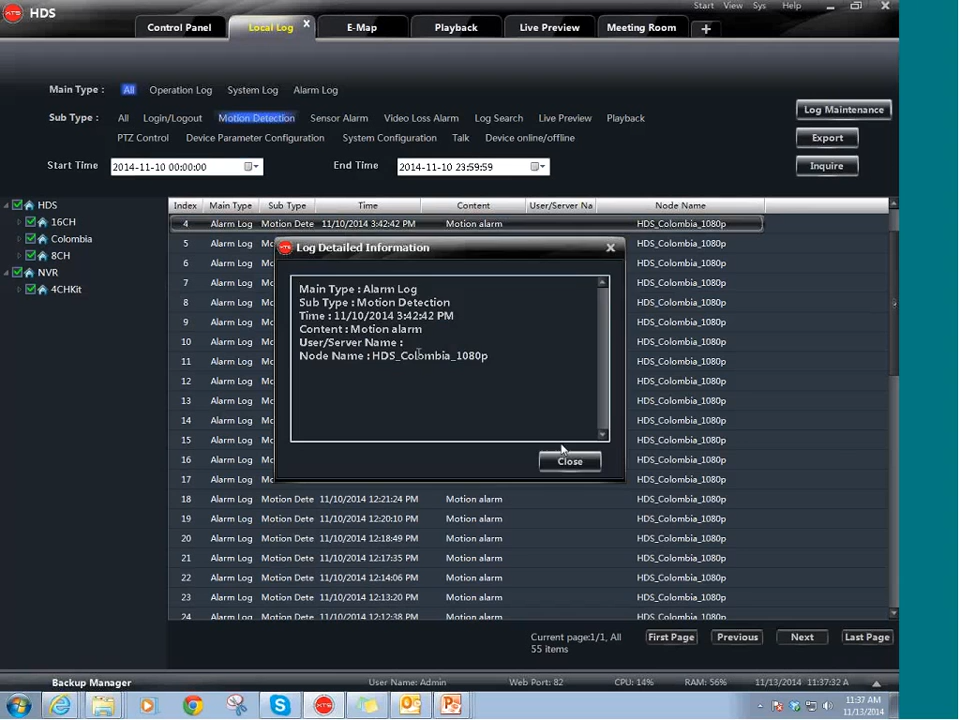 HDS
Start View Sys Help
Control Panel Local Log E-Map Playback Live Preview Meeting Room
Main Type : All Operation Log System Log Alarm Log
Sub Type : All Login/Logout Motion Detection Sensor Alarm Video Loss Alarm Log Search Live Preview Playback
PTZ Control Device Parameter Configuration System Configuration Talk Device online/offline
Log Maintenance
Export
Inquire
Start Time 2014-11-10 00:00:00 End Time 2014-11-10 23:59:59
HDS
16CH
Colombia
8CH
NVR
4CHKit
Index Main Type Sub Type Time Content User/Server Na Node Name
4 Alarm Log Motion Dete 11/10/2014 3:42:42 PM Motion alarm HDS_Colombia_1080p
5 Alarm Log HDS_Colombia_1080p
6 Alarm Log HDS_Colombia_1080p
7 Alarm Log HDS_Colombia_1080p
8 Alarm Log HDS_Colombia_1080p
9 Alarm Log HDS_Colombia_1080p
10 Alarm Log HDS_Colombia_1080p
11 Alarm Log HDS_Colombia_1080p
12 Alarm Log HDS_Colombia_1080p
13 Alarm Log HDS_Colombia_1080p
14 Alarm Log HDS_Colombia_1080p
15 Alarm Log HDS_Colombia_1080p
16 Alarm Log HDS_Colombia_1080p
17 Alarm Log HDS_Colombia_1080p
18 Alarm Log Motion Dete 11/10/2014 12:21:24 PM Motion alarm HDS_Colombia_1080p
19 Alarm Log Motion Dete 11/10/2014 12:20:10 PM Motion alarm HDS_Colombia_1080p
20 Alarm Log Motion Dete 11/10/2014 12:18:49 PM Motion alarm HDS_Colombia_1080p
21 Alarm Log Motion Dete 11/10/2014 12:17:35 PM Motion alarm HDS_Colombia_1080p
22 Alarm Log Motion Dete 11/10/2014 12:14:06 PM Motion alarm HDS_Colombia_1080p
23 Alarm Log Motion Dete 11/10/2014 12:13:20 PM Motion alarm HDS_Colombia_1080p
24 Alarm Log Motion Dete 11/10/2014 12:12:38 PM Motion alarm HDS_Colombia_1080p
Log Detailed Information
Main Type : Alarm Log
Sub Type : Motion Detection
Time : 11/10/2014 3:42:42 PM
Content : Motion alarm
User/Server Name :
Node Name : HDS_Colombia_1080p
Close
Current page:1/1, All
55 items
First Page Previous Next Last Page
Backup Manager User Name: Admin Web Port: 82 CPU: 14% RAM: 56% 11/13/2014 11:37:32 A
11:37 AM
11/13/2014